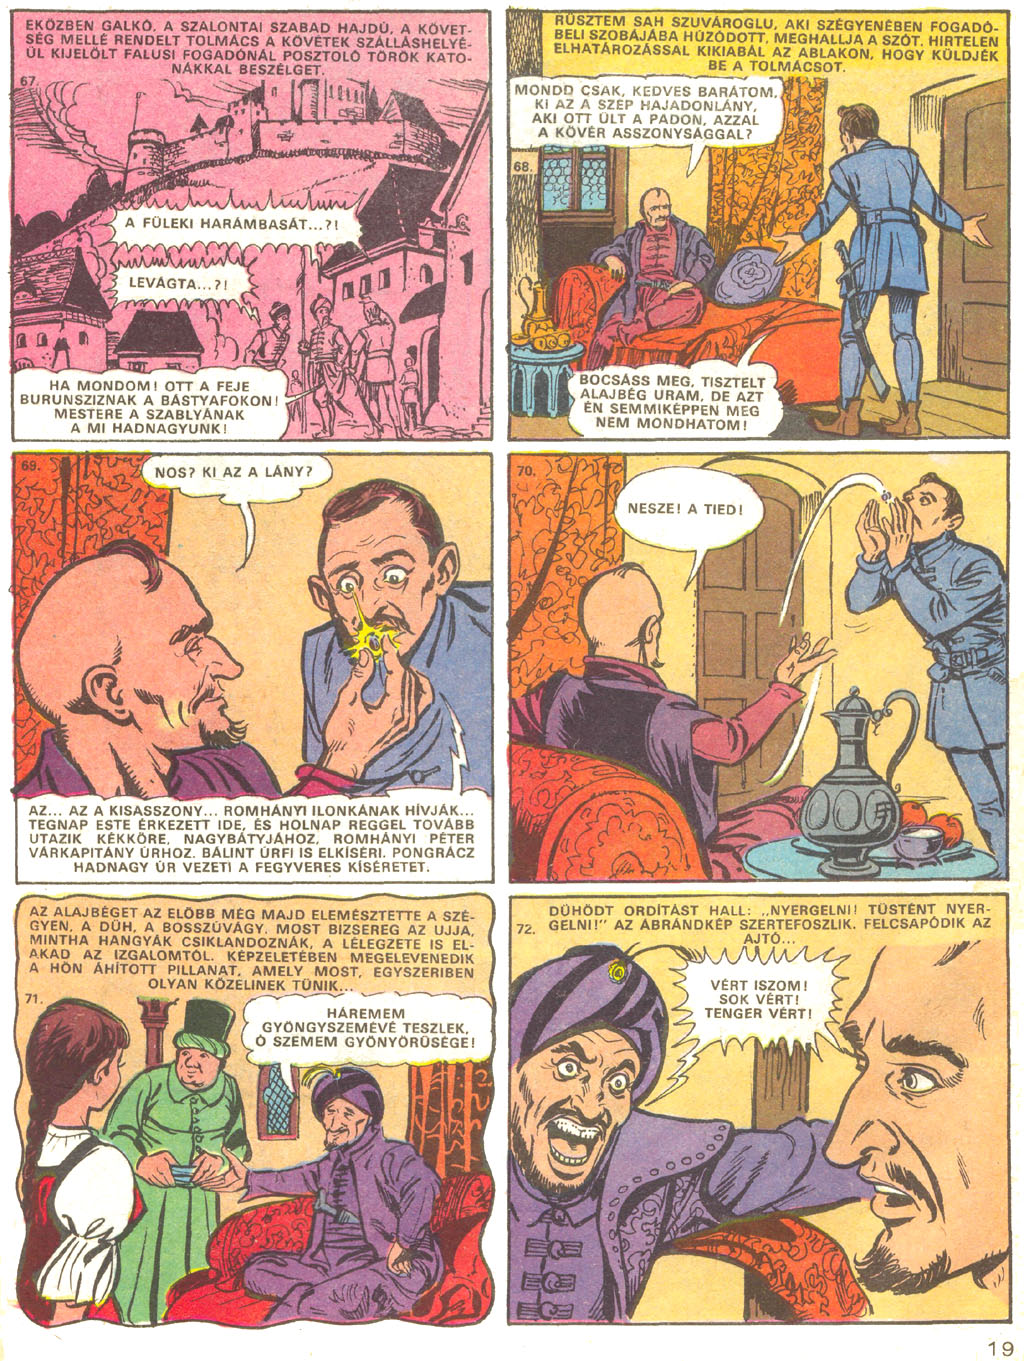 EKÖZBEN GALKÓ, A SZALONTAI SZABAD HAJDÚ, A KÖVET-
SÉG MELLÉ RENDELT TOLMÁCS A KÖVETEK SZÁLLÁSHELYÉ-
ÜL KIJELÖLT FALUSI FOGADÓNÁL POSZTOLÓ TÖRÖK KATO-
NÁKKAL BESZÉLGET.
67.
A FÜLEKI HARÁMBASÁT...?!
LEVÁGTA...?!
HA MONDOM! OTT A FEJE
BURUNSZIZNAK A BÁSTYAFOKON!
MESTERE A SZABLYÁNAK
A MI HADNAGYUNK!
RÜSZTEM SAH SZUVÁROGLU, AKI SZÉGYENÉBEN FOGADÓ-
BELI SZOBÁJÁBA HÚZÓDOTT, MEGHALLJA A SZÓT. HIRTELEN
ELHATÁROZÁSSAL KIKIABÁL AZ ABLAKON, HOGY KÜLDJÉK
BE A TOLMÁCSOT.
MONDD CSAK, KEDVES BARÁTOM,
KI AZ A SZÉP HAJADONLÁNY,
AKI OTT ÜLT A PADON, AZZAL
A KÖVÉR ASSZONYSÁGGAL?
68.
BOCSÁSS MEG, TISZTELT
ALAJBÉG URAM, DE AZT
ÉN SEMMIKÉPPEN MEG
NEM MONDHATOM!
69.
NOS? KI AZ A LÁNY?
AZ... AZ A KISASSZONY... ROMHÁNYI ILONKÁNAK HÍVJÁK...
TEGNAP ESTE ÉRKEZETT IDE, ÉS HOLNAP REGGEL TOVÁBB
UTAZIK KÉKKŐRE, NAGYBÁTYJÁHOZ, ROMHÁNYI PÉTER
VÁRKAPITÁNY ÚRHOZ. BÁLINT ÚRFI IS ELKÍSÉRI. PONGRÁCZ
HADNAGY ÚR VEZETI A FEGYVERES KÍSÉRETET.
70.
NESZE! A TIED!
AZ ALAJBÉGET AZ ELŐBB MÉG MAJD ELEMÉSZTETTE A SZÉ-
GYEN, A DÜH, A BOSSZÚVÁGY. MOST BIZSEREG AZ UJJA,
MINTHA HANGYÁK CSIKLANDOZNÁK, A LÉLEGZETE IS EL-
AKAD AZ IZGALOMTÓL. KÉPZELETÉBEN MEGELEVENEDIK
A HŐN ÁHÍTOTT PILLANAT, AMELY MOST, EGYSZERIBEN
OLYAN KÖZELINEK TŰNIK...
71.
HÁREMEM
GYÖNGYSZEMÉVÉ TESZLEK,
Ó SZEMEM GYÖNYÖRŰSÉGE!
DÜHÖDT ORDÍTÁST HALL: „NYERGELNI! TÜSTÉNT NYER-
72. GELNI!" AZ ÁBRÁNDKÉP SZERTEFOSZLIK. FELCSAPÓDIK AZ
AJTÓ...
VÉRT ISZOM!
SOK VÉRT!
TENGER VÉRT!
19